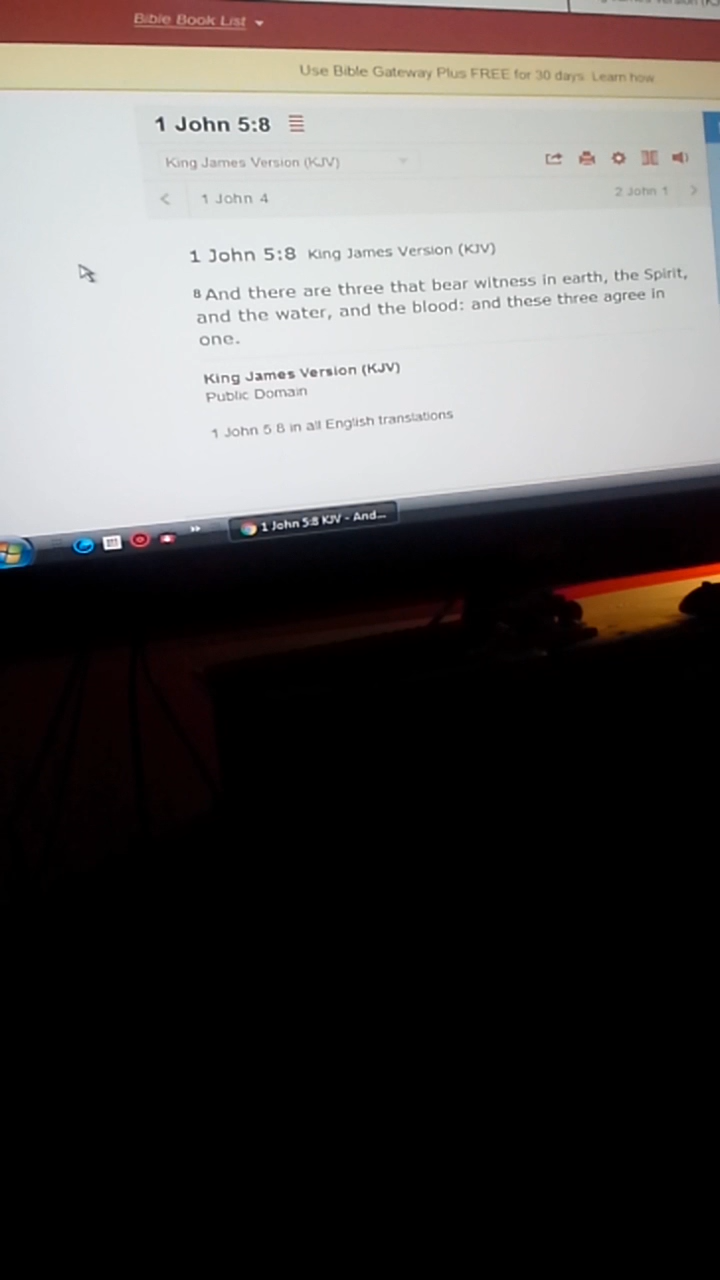 Bible Book List
Use Bible Gateway Plus FREE for 30 days. Learn how
1 John 5:8
King James Version (KJV)
1 John 4
2 John 1
1 John 5:8 King James Version (KJV)
8 And there are three that bear witness in earth, the Spirit,
and the water, and the blood: and these three agree in
one.
King James Version (KJV)
Public Domain
1 John 5:8 in all English translations
1 John 5:8 KJV - And...